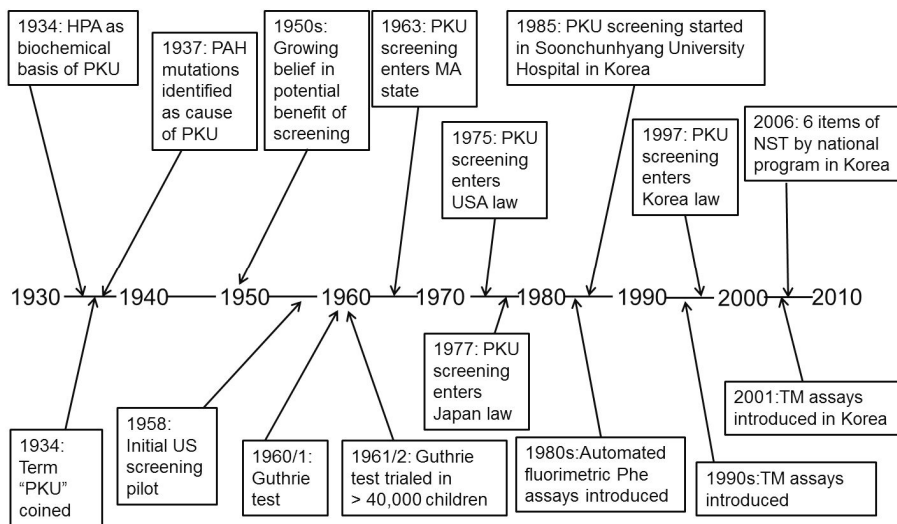 1934: HPA as
biochemical
basis of PKU
1937: PAH
mutations
identified
as cause
of PKU
1950s:
Growing
belief in
potential
benefit of
screening
1963: PKU
screening
enters MA
state
1985: PKU screening started
in Soonchunhyang University
Hospital in Korea
1975: PKU
screening
enters
USA law
1997: PKU
screening
enters
Korea law
2006: 6 items of
NST by national
program in Korea
1930 1940 1950 1960 1970 1980 1990 2000 2010
1934:
Term
“PKU”
coined
1958:
Initial US
screening
pilot
1960/1:
Guthrie
test
1961/2: Guthrie
test trialed in
> 40,000 children
1977: PKU
screening
enters
Japan law
1980s:Automated
fluorimetric Phe
assays introduced
1990s:TM assays
introduced
2001:TM assays
introduced in Korea